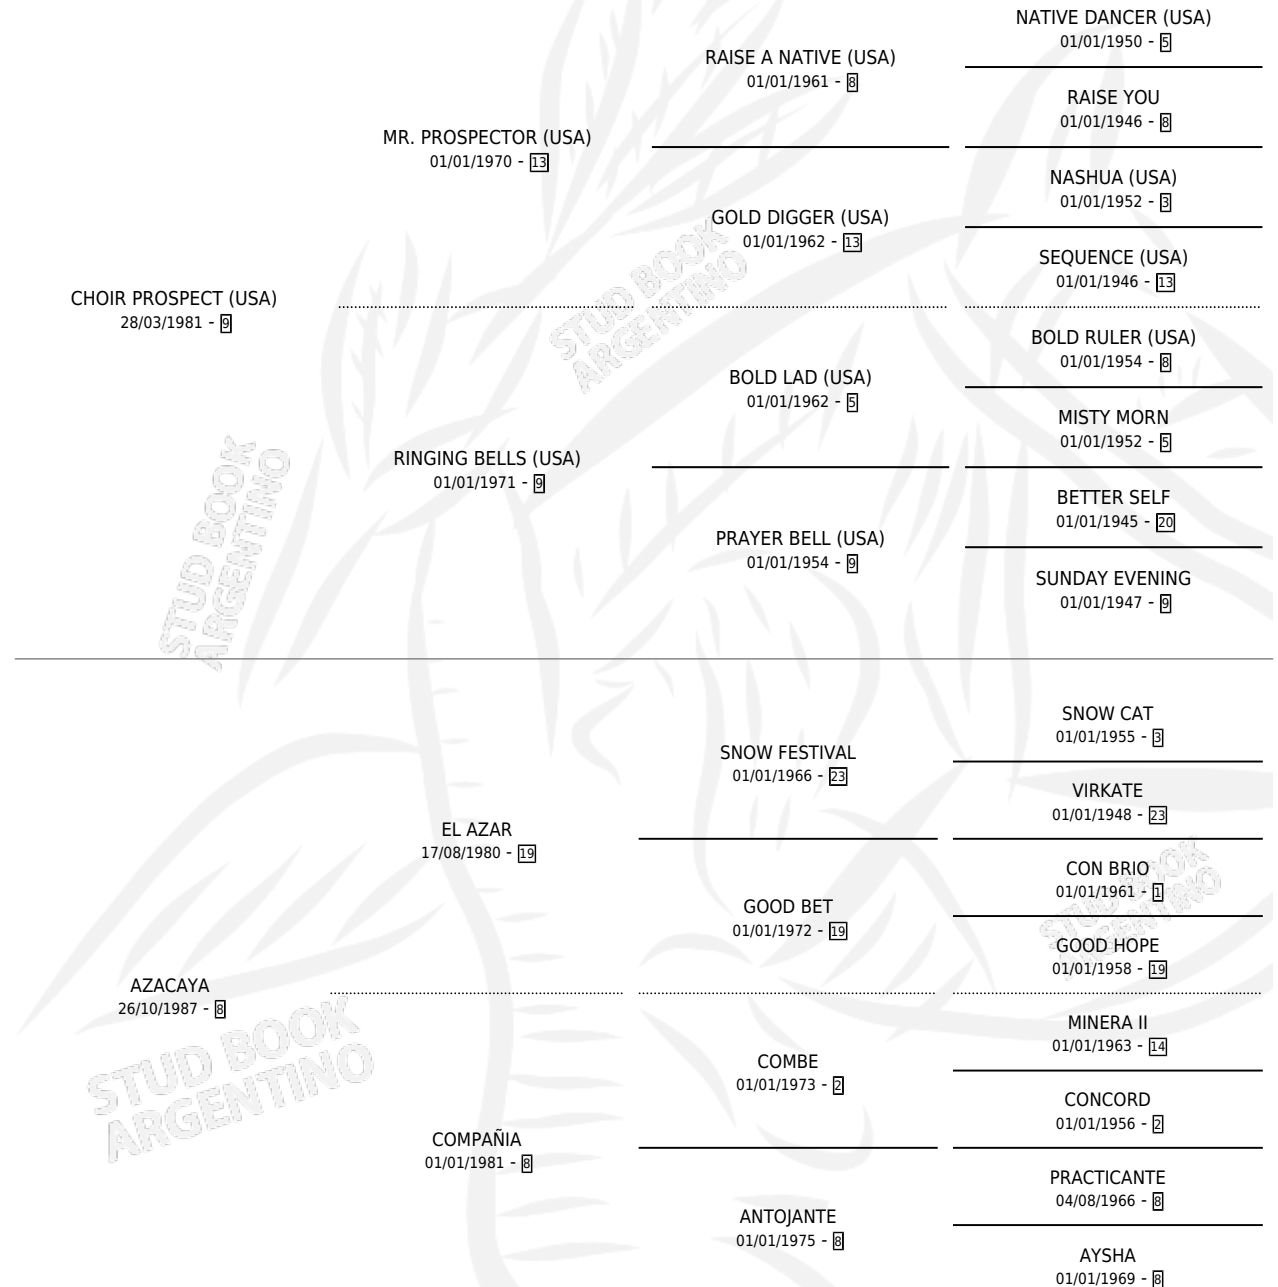 NATIVE DANCER (USA)
01/01/1950 - 5
RAISE A NATIVE (USA)
01/01/1961 - 8
RAISE YOU
01/01/1946 - 8
MR. PROSPECTOR (USA)
01/01/1970 - 13
NASHUA (USA)
01/01/1952 - 3
GOLD DIGGER (USA)
01/01/1962 - 13
SEQUENCE (USA)
01/01/1946 - 13
CHOIR PROSPECT (USA)
28/03/1981 - 9
STUD BOOK
ARGENTINO
BOLD RULER (USA)
01/01/1954 - 8
BOLD LAD (USA)
01/01/1962 - 5
MISTY MORN
01/01/1952 - 5
RINGING BELLS (USA)
01/01/1971 - 9
BETTER SELF
01/01/1945 - 20
PRAYER BELL (USA)
01/01/1954 - 9
SUNDAY EVENING
01/01/1947 - 9
STUD BOOK
ARGENTINO
SNOW CAT
01/01/1955 - 3
SNOW FESTIVAL
01/01/1966 - 23
VIRKATE
01/01/1948 - 23
EL AZAR
17/08/1980 - 19
CON BRIO
01/01/1961 - 1
GOOD BET
01/01/1972 - 19
GOOD HOPE
01/01/1958 - 19
STUD BOOK
ARGENTINO
AZACAYA
26/10/1987 - 8
STUD BOOK
ARGENTINO
MINERA II
01/01/1963 - 14
COMBE
01/01/1973 - 2
CONCORD
01/01/1956 - 2
COMPAÑIA
01/01/1981 - 8
PRACTICANTE
04/08/1966 - 8
ANTOJANTE
01/01/1975 - 8
AYSHA
01/01/1969 - 8